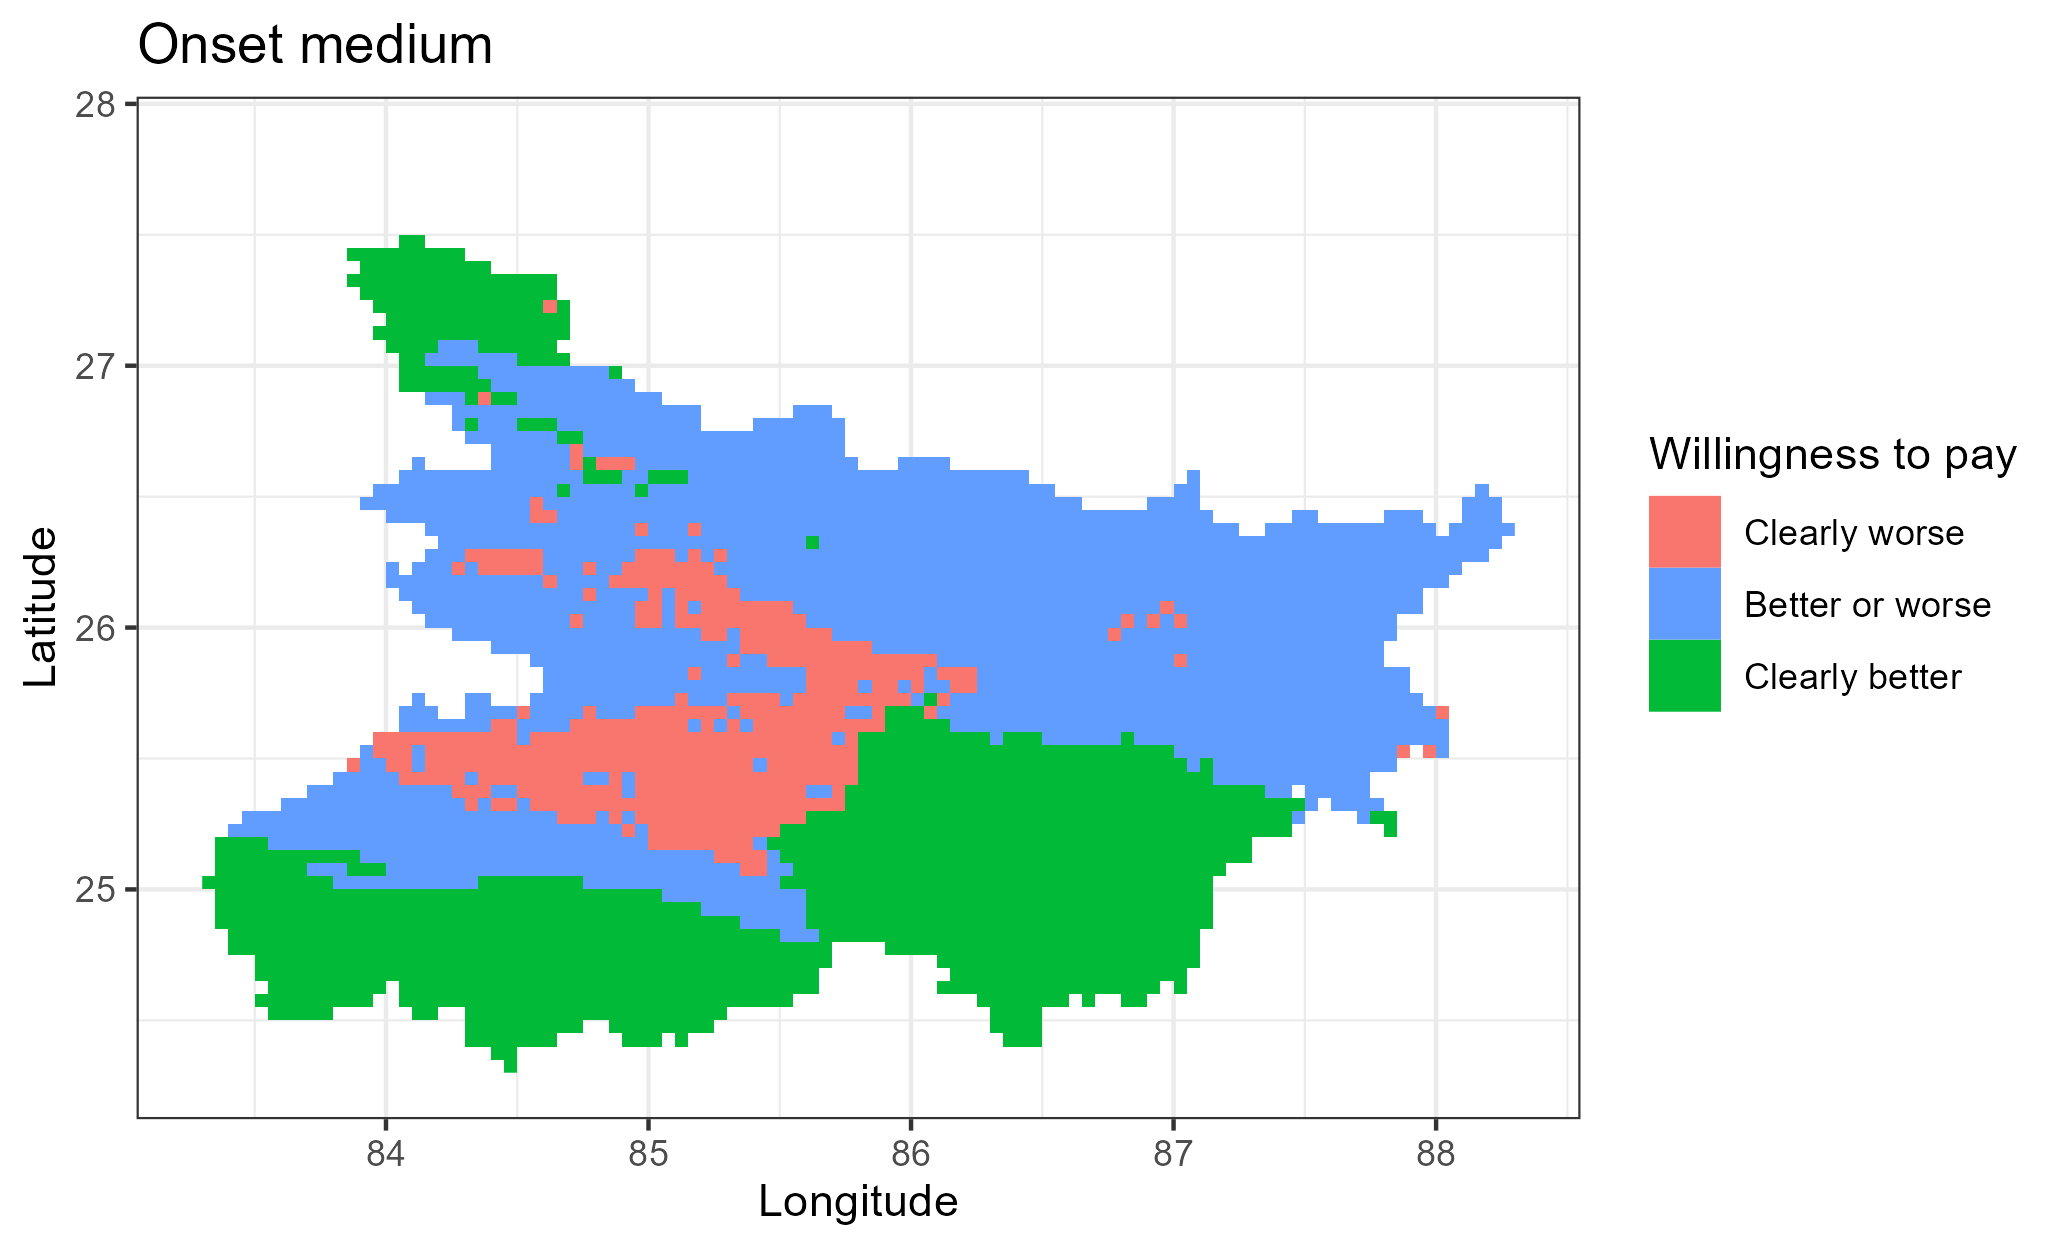 Onset medium
28
27
26
25
Latitude
84 85 86 87 88
Longitude
Willingness to pay
Clearly worse
Better or worse
Clearly better